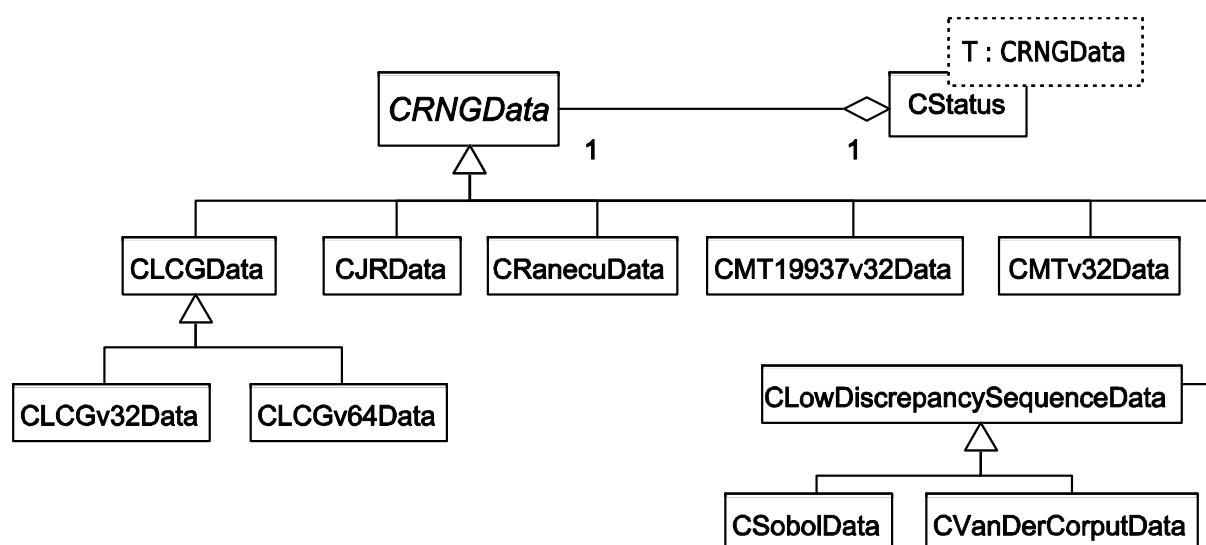 T : CRNGData
CRNGData
CStatus
1
1
CLCGData
CJRData
CRanecuData
CMT19937v32Data
CMTv32Data
CLCGv32Data
CLCGv64Data
CLowDiscrepancySequenceData
CSobolData
CVanDerCorputData